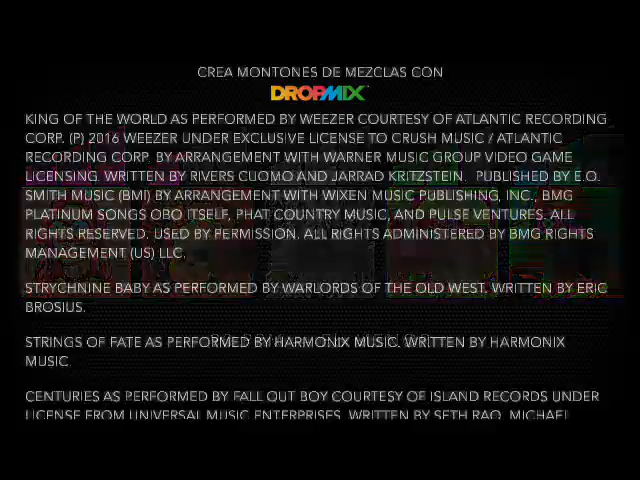 CREA MONTONES DE MEZCLAS CON
DROPMIX
KING OF THE WORLD AS PERFORMED BY WEEZER COURTESY OF ATLANTIC RECORDING
CORP. (P) 2016 WEEZER UNDER EXCLUSIVE LICENSE TO CRUSH MUSIC / ATLANTIC
RECORDING CORP. BY ARRANGEMENT WITH WARNER MUSIC GROUP VIDEO GAME
LICENSING. WRITTEN BY RIVERS CUOMO AND JARRAD KRITZSTEIN. PUBLISHED BY E.O.
SMITH MUSIC (BMI) BY ARRANGEMENT WITH WIXEN MUSIC PUBLISHING, INC., BMG
PLATINUM SONGS OBO ITSELF, PHAT COUNTRY MUSIC, AND PULSE VENTURES. ALL
RIGHTS RESERVED. USED BY PERMISSION. ALL RIGHTS ADMINISTERED BY BMG RIGHTS
MANAGEMENT (US) LLC.
STRYCHNINE BABY AS PERFORMED BY WARLORDS OF THE OLD WEST. WRITTEN BY ERIC
BROSIUS.
STRINGS OF FATE AS PERFORMED BY HARMONIX MUSIC. WRITTEN BY HARMONIX
MUSIC.
CENTURIES AS PERFORMED BY FALL OUT BOY COURTESY OF ISLAND RECORDS UNDER
LICENSE FROM UNIVERSAL MUSIC ENTERPRISES. WRITTEN BY SETH RAO, MICHAEL